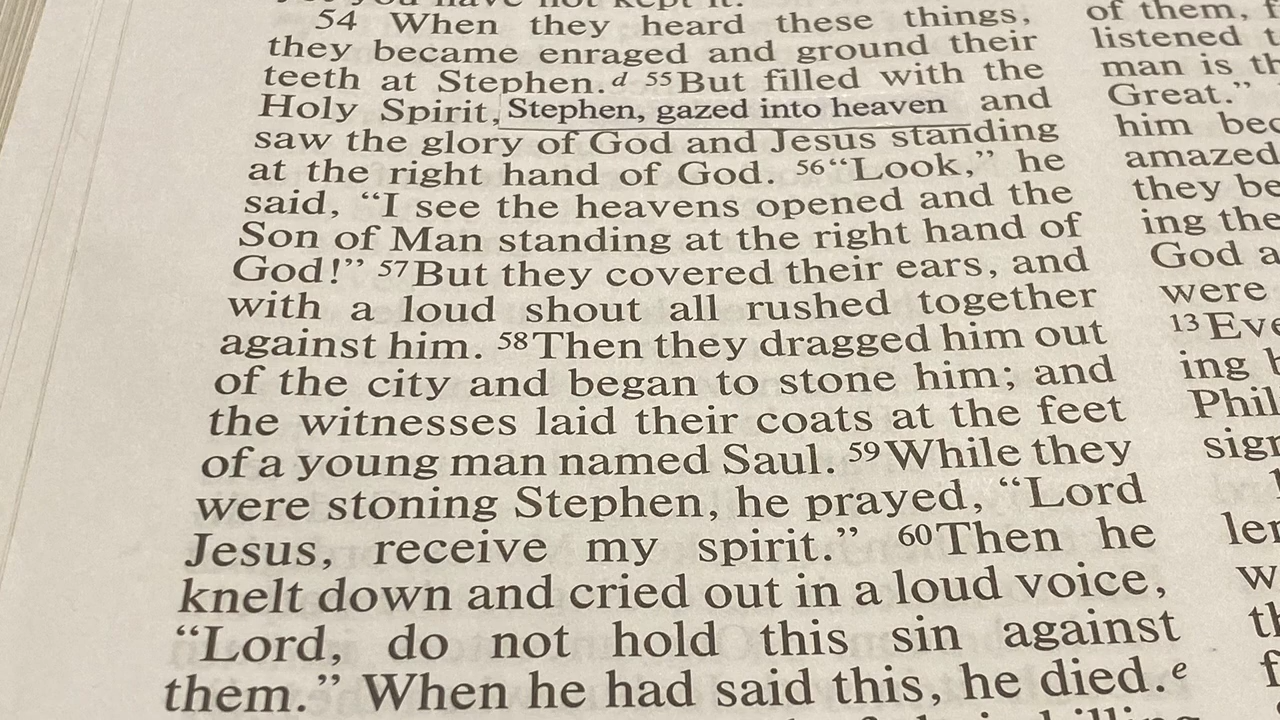 54 When they heard these things,
they became enraged and ground their
teeth at Stephen.d 55 But filled with the
Holy Spirit, Stephen, gazed into heaven and
saw the glory of God and Jesus standing
at the right hand of God. 56 “Look,” he
said, “I see the heavens opened and the
Son of Man standing at the right hand of
God!” 57 But they covered their ears, and
with a loud shout all rushed together
against him. 58 Then they dragged him out
of the city and began to stone him; and
the witnesses laid their coats at the feet
of a young man named Saul. 59 While they
were stoning Stephen, he prayed, “Lord
Jesus, receive my spirit.” 60 Then he
knelt down and cried out in a loud voice,
“Lord, do not hold this sin against
them.” When he had said this, he died.e
of them,
listened
man is
Great.”
him
amazed
they
ing
God
were
13
ing
Phil